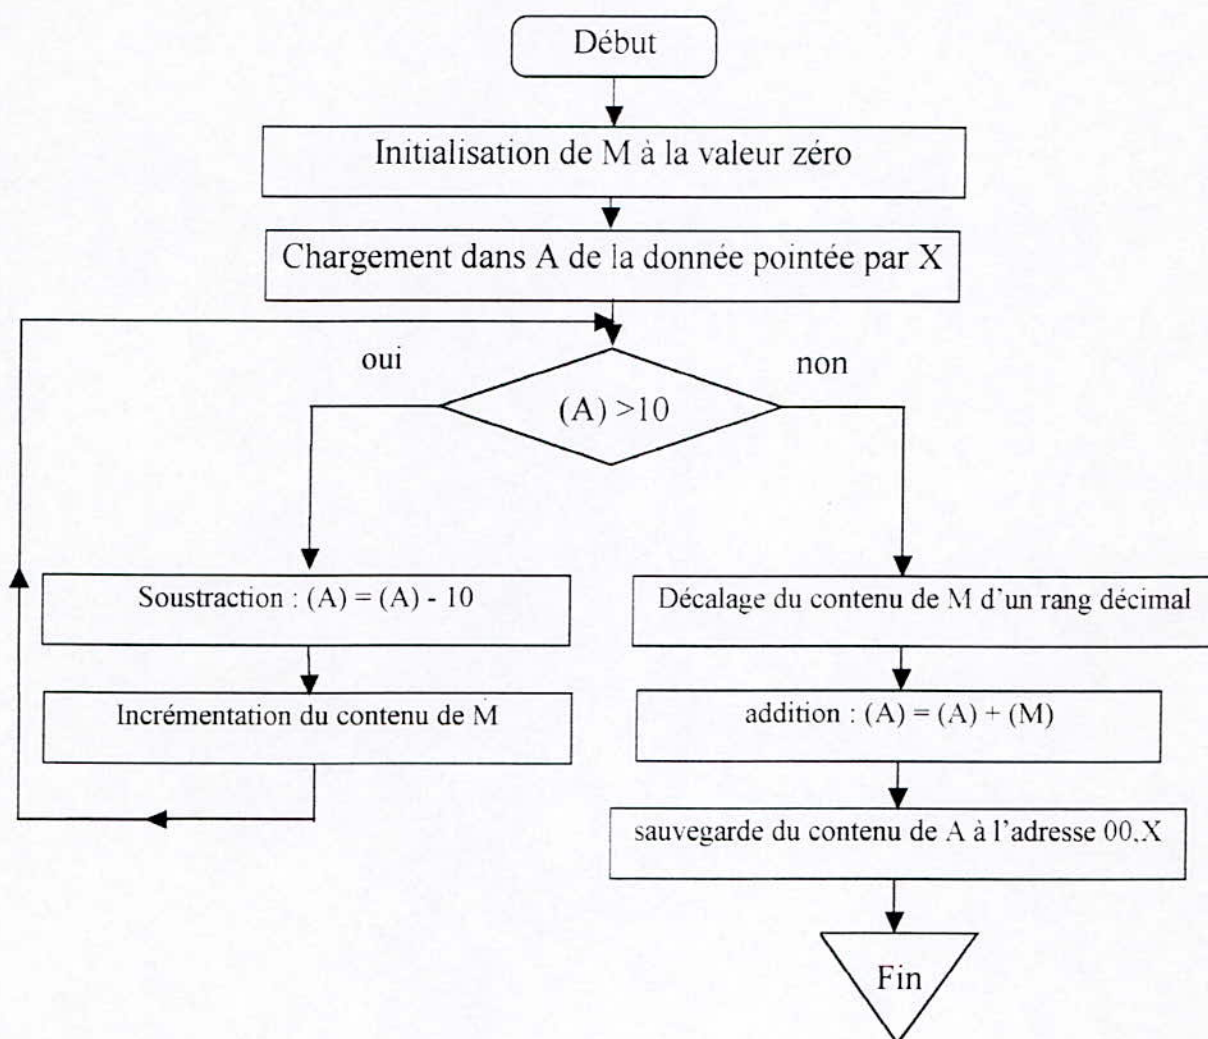 Début
Initialisation de M à la valeur zéro
Chargement dans A de la donnée pointée par X
oui
non
(A) >10
Soustraction : (A) = (A) - 10
Décalage du contenu de M d'un rang décimal
Incrémentation du contenu de M
addition : (A) = (A) + (M)
sauvegarde du contenu de A à l'adresse 00,X
Fin